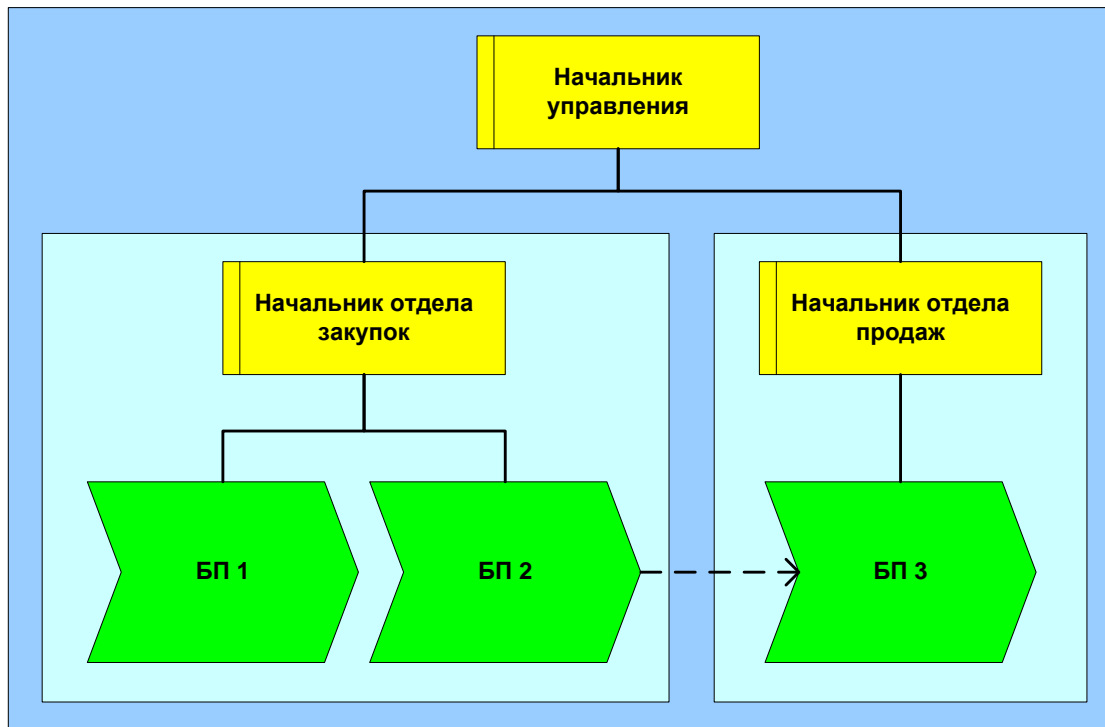 Начальник
управления
Начальник отдела
закупок
Начальник отдела
продаж
БП 1
БП 2
БП 3